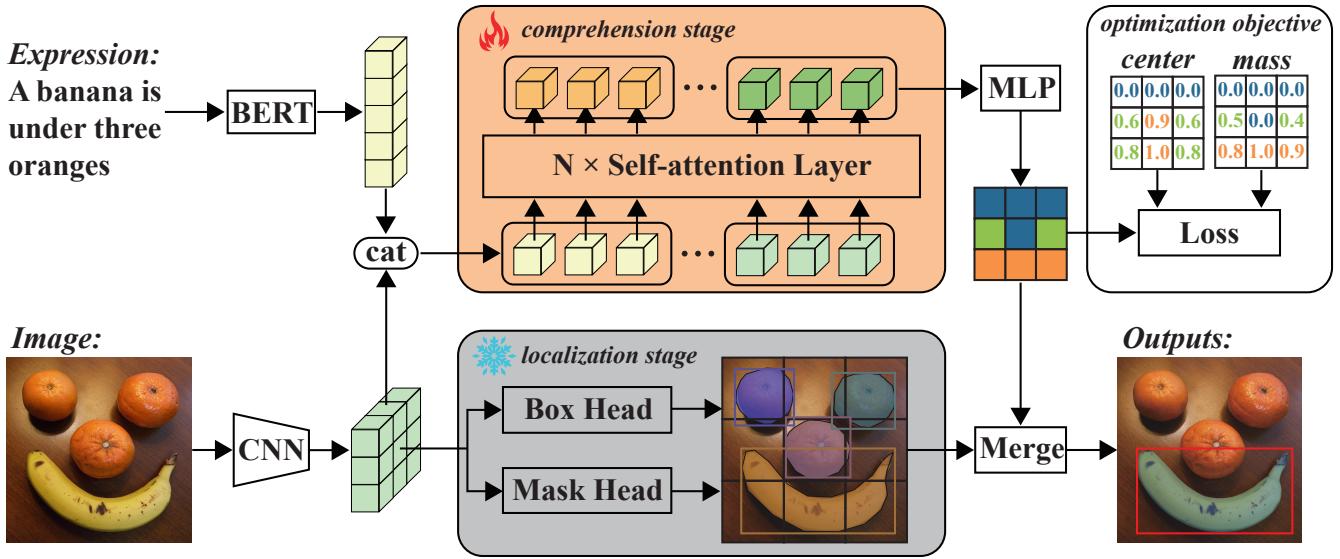 Expression:
A banana is
under three
oranges
BERT
cat
comprehension stage
N × Self-attention Layer
MLP
optimization objective
center
mass
0.0 0.0 0.0
0.6 0.9 0.6
0.8 1.0 0.8
0.0 0.0 0.0
0.5 0.0 0.4
0.8 1.0 0.9
Loss
Image:
CNN
localization stage
Box Head
Mask Head
Merge
Outputs: